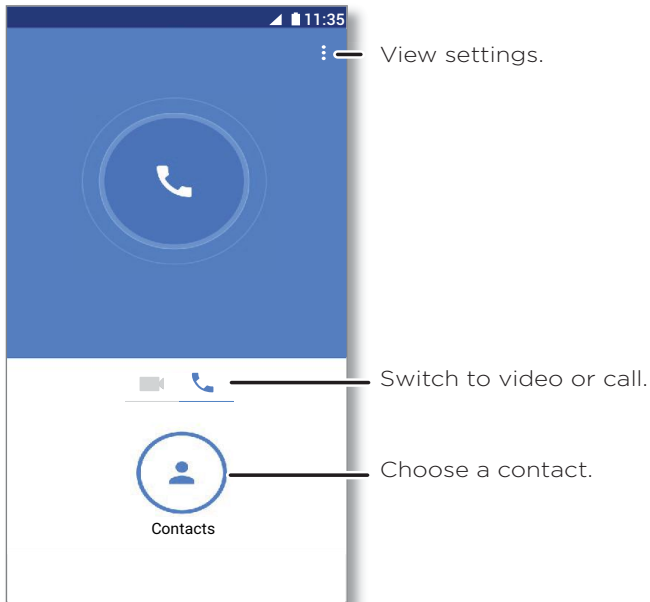 11:35
View settings.
Switch to video or call.
Choose a contact.
Contacts